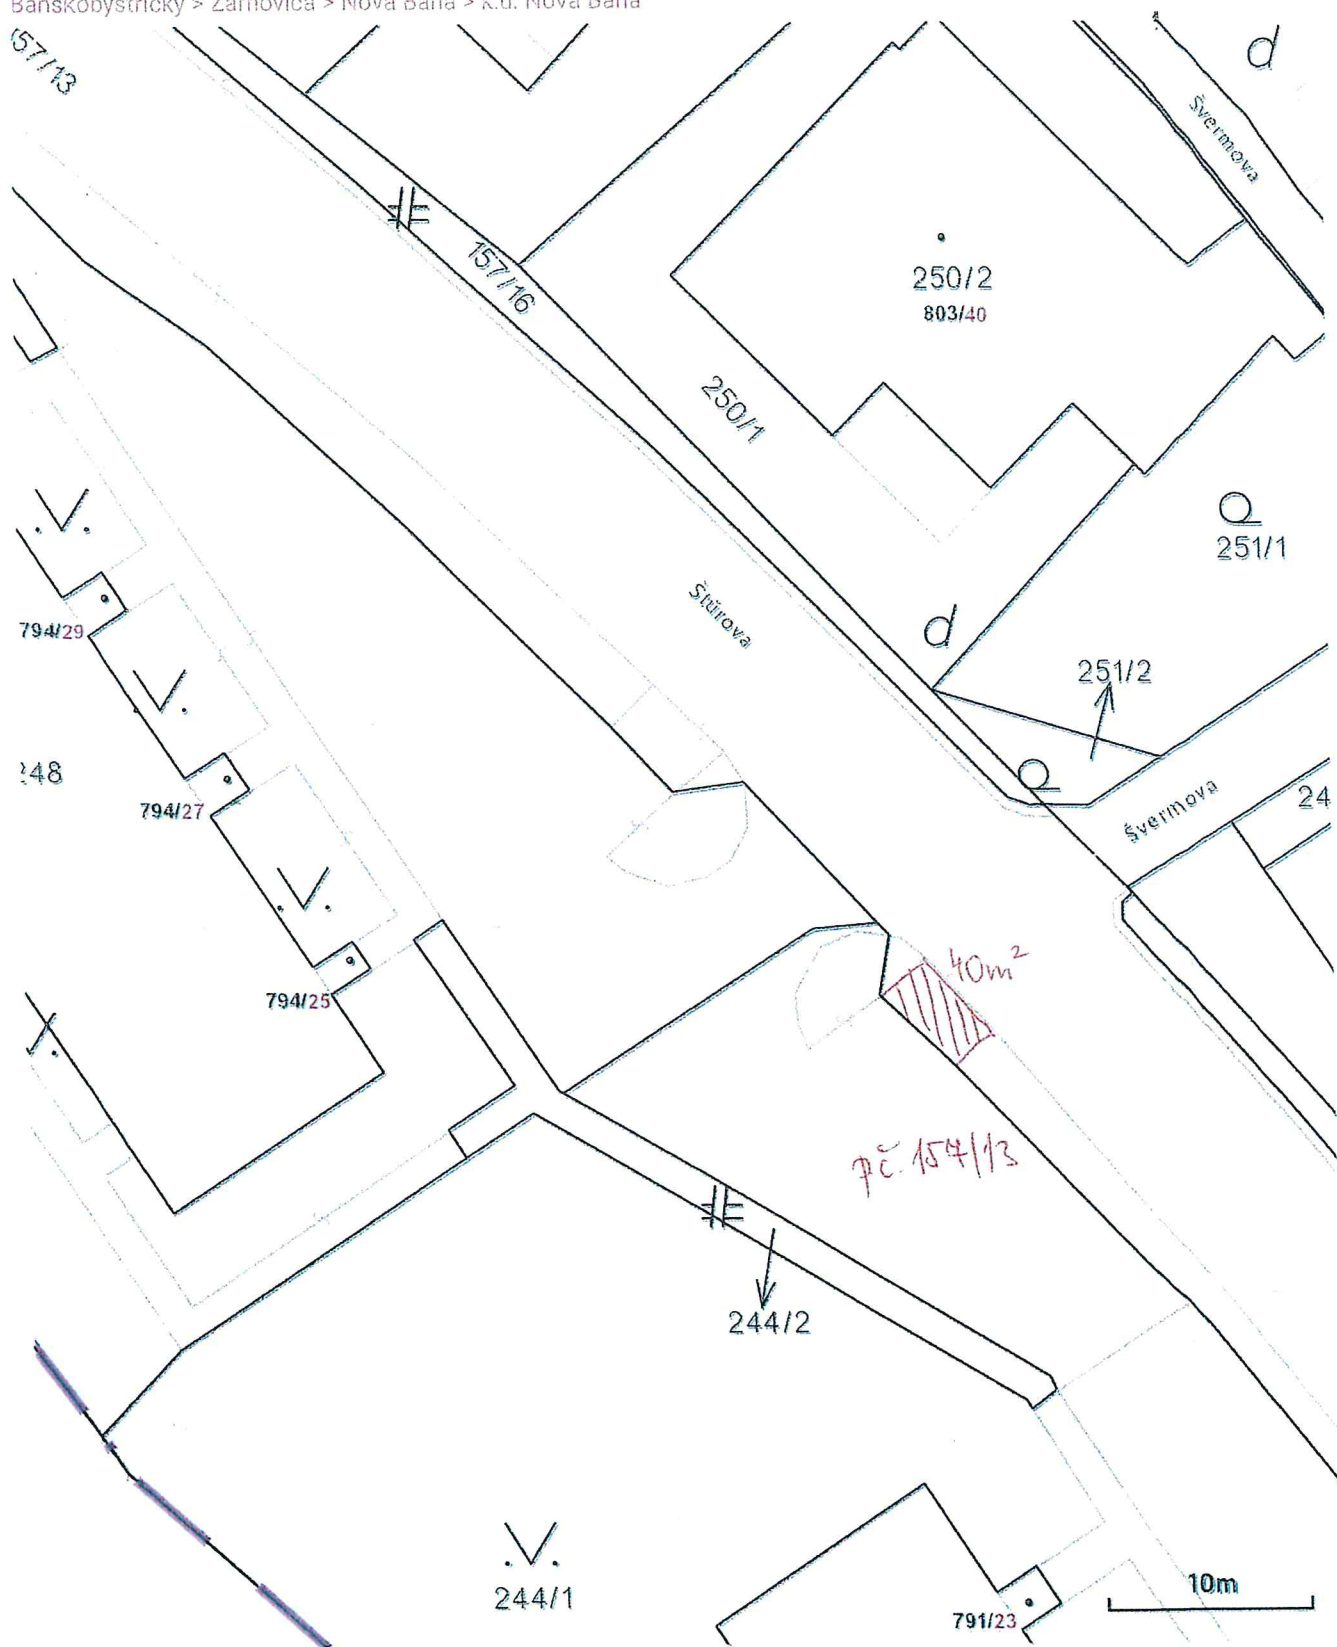 Banskobystrický > Žarnovica > Nová Baňa > k.ú. Nová Baňa
157/13
d
Švermova
157/16
250/2
803/40
250/1
251/1
Štúrova
d
251/2
794/29
248
794/27
Švermova
24
794/25
40m²
pč. 157/13
244/2
244/1
10m
791/23